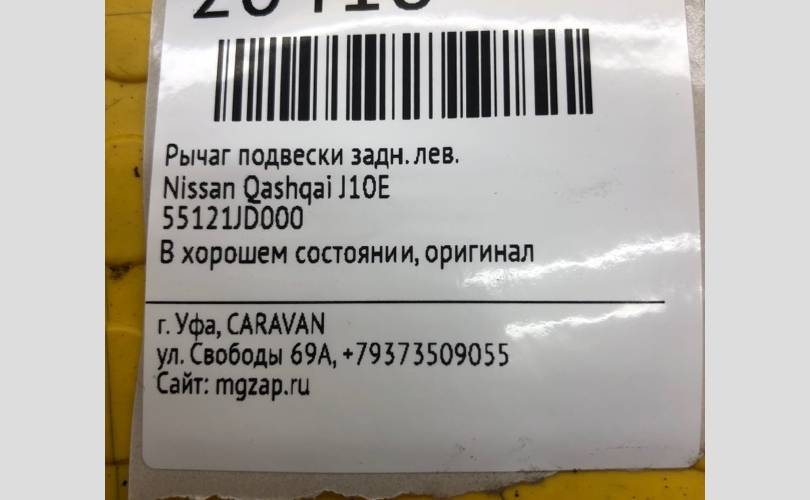 Рычаг подвески задн. лев.
Nissan Qashqai J10E
55121JD000
В хорошем состоянии, оригинал
г. Уфа, CARAVAN
ул. Свободы 69А, +79373509055
Сайт: mgzap.ru